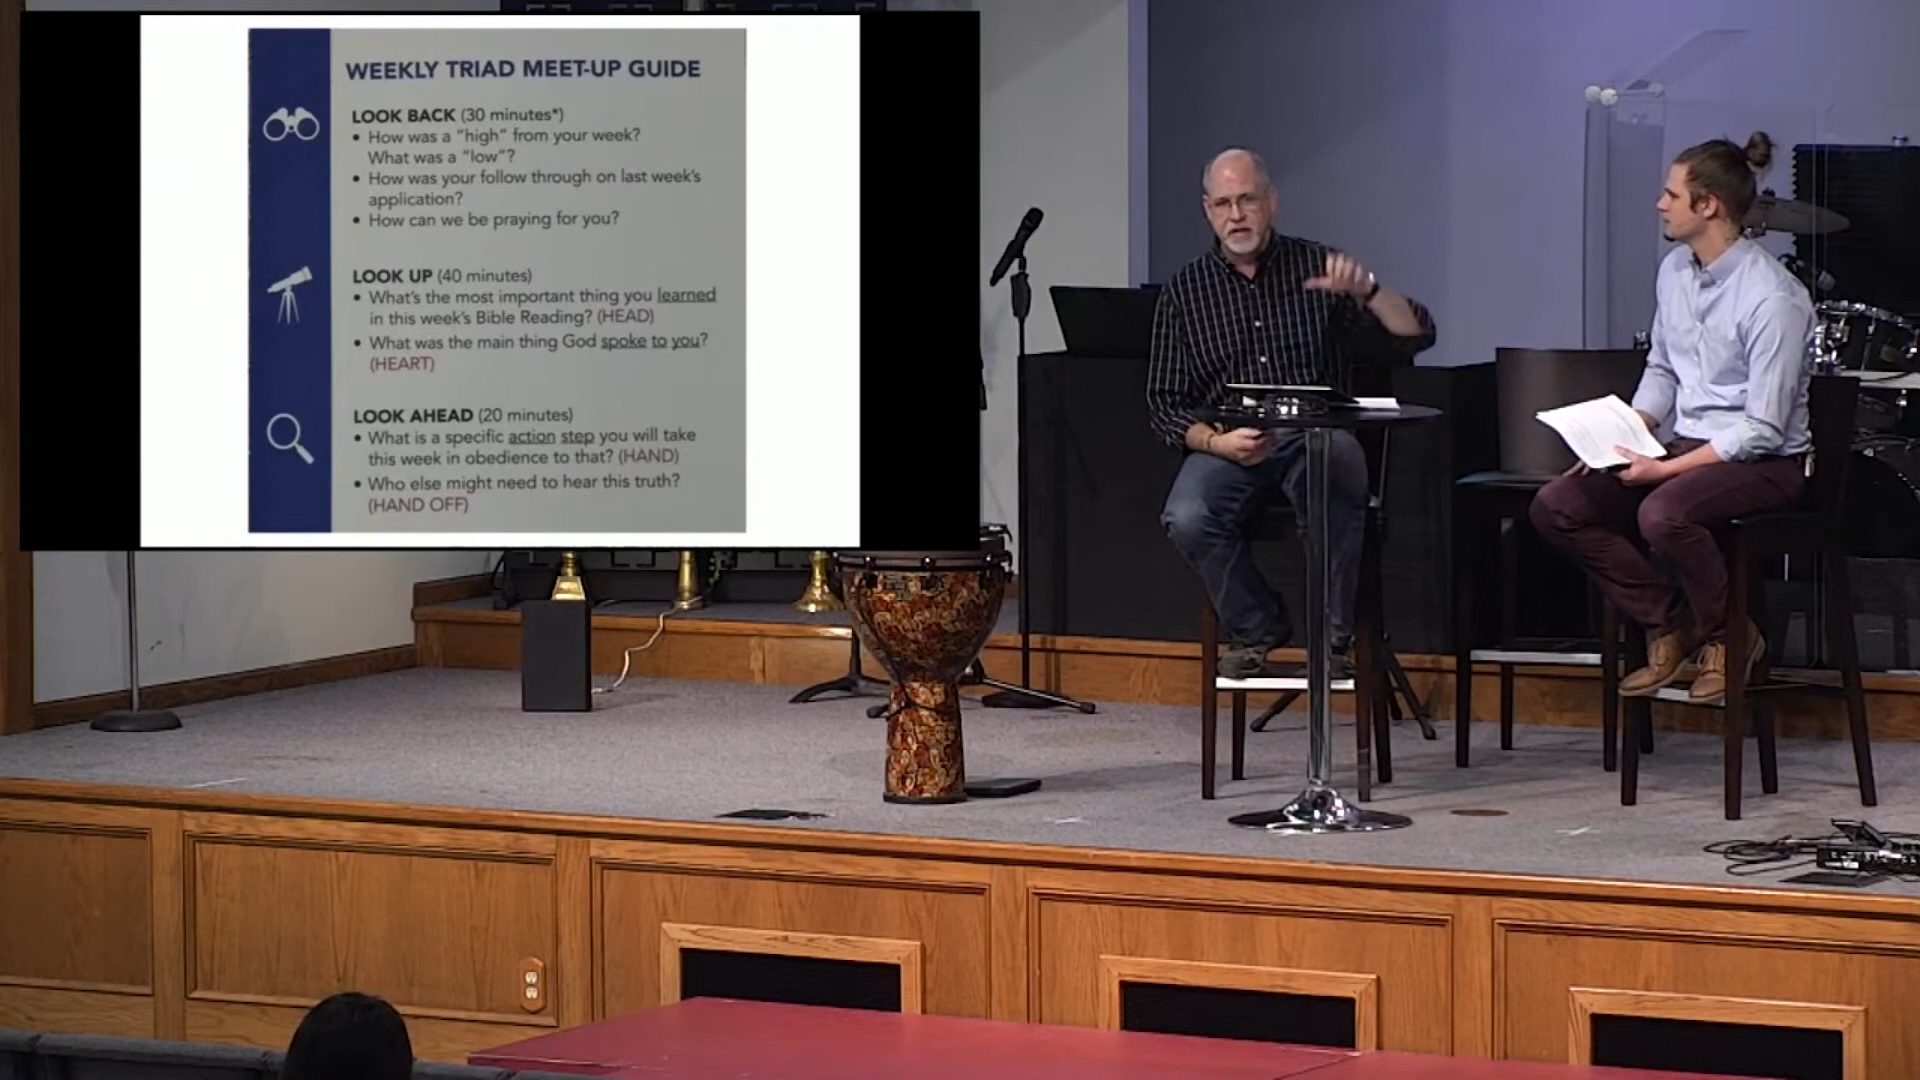 WEEKLY TRIAD MEET-UP GUIDE
LOOK BACK (30 minutes*)
• How was a "high" from your week?
What was a "low"?
• How was your follow through on last week's
application?
• How can we be praying for you?
LOOK UP (40 minutes)
• What's the most important thing you learned
in this week's Bible Reading? (HEAD)
• What was the main thing God spoke to you?
(HEART)
LOOK AHEAD (20 minutes)
• What is a specific action step you will take
this week in obedience to that? (HAND)
• Who else might need to hear this truth?
(HAND OFF)